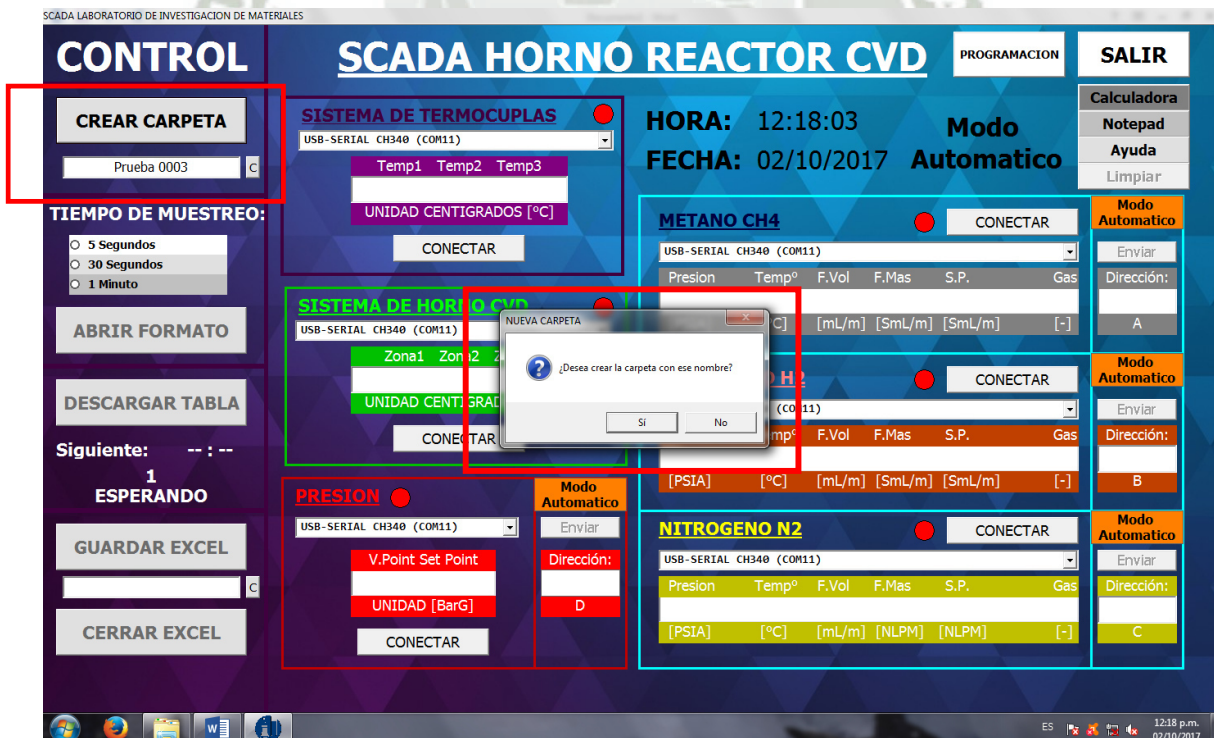 SCADA LABORATORIO DE INVESTIGACION DE MATERIALES
CONTROL
SCADA HORNO REACTOR CVD
PROGRAMACION
SALIR
CREAR CARPETA
Prueba 0003
C
TIEMPO DE MUESTREO:
5 Segundos
30 Segundos
1 Minuto
ABRIR FORMATO
DESCARGAR TABLA
Siguiente: -- : --
1
ESPERANDO
GUARDAR EXCEL
C
CERRAR EXCEL
SISTEMA DE TERMOCUPLAS
USB-SERIAL CH340 (COM11)
Temp1 Temp2 Temp3
UNIDAD CENTIGRADOS [ºC]
CONECTAR
HORA: 12:18:03
FECHA: 02/10/2017
Modo
Automatico
Calculadora
Notepad
Ayuda
Limpiar
SISTEMA DE HORNO CVD
USB-SERIAL CH340 (COM11)
Zona1 Zona2
UNIDAD CENTIGRAD
CONECTAR
NUEVA CARPETA
¿Desea crear la carpeta con ese nombre?
Sí No
PRESION
USB-SERIAL CH340 (COM11)
V.Point Set Point
UNIDAD [BarG]
CONECTAR
Modo
Automatico
Enviar
Dirección:
D
METANO CH4
CONECTAR
USB-SERIAL CH340 (COM11)
Presion Tempº F.Vol F.Mas S.P. Gas
[mL/m] [SmL/m] [SmL/m] [-]
Modo
Automatico
Enviar
Dirección:
A
H2
CONECTAR
(COM11)
F.Vol F.Mas S.P. Gas
[PSIA] [ºC] [mL/m] [SmL/m] [SmL/m] [-]
Modo
Automatico
Enviar
Dirección:
B
NITROGENO N2
CONECTAR
USB-SERIAL CH340 (COM11)
Presion Tempº F.Vol F.Mas S.P. Gas
[PSIA] [ºC] [mL/m] [NLPM] [NLPM] [-]
Modo
Automatico
Enviar
Dirección:
C
ES
12:18 p.m.
02/10/2017